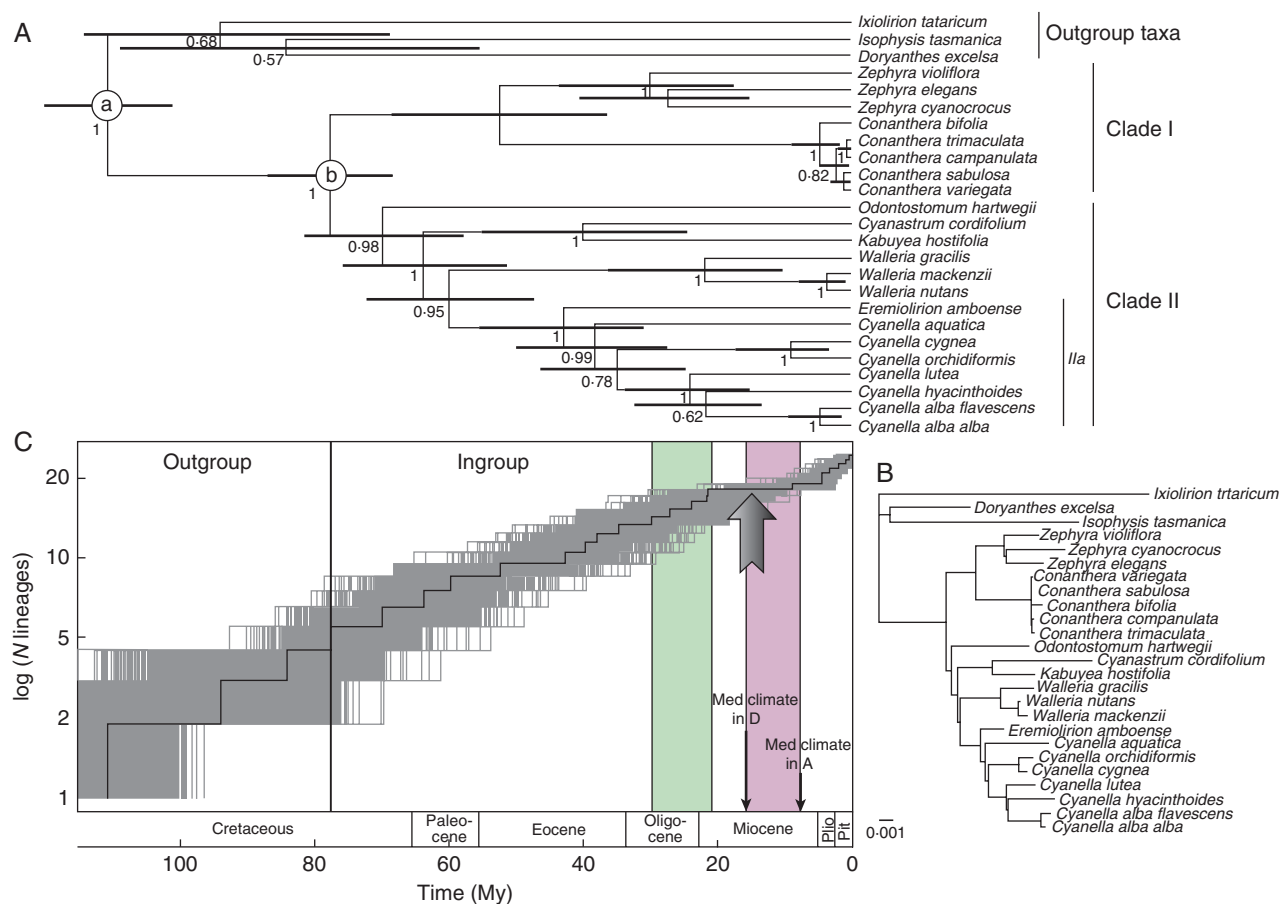 A
Ixiolirion tataricum
Isophysis tasmanica
Doryanthes excelsa
Outgroup taxa
Zephyra violiflora
Zephyra elegans
Zephyra cyanocrocus
Conanthera bifolia
Conanthera trimaculata
Conanthera campanulata
Conanthera sabulosa
Conanthera variegata
Clade I
Odontostomum hartwegii
Cyanastrum cordifolium
Kabuyea hostifolia
Walleria gracilis
Walleria mackenzii
Walleria nutans
Eremiolirion amboense
Cyanella aquatica
Cyanella cygnea
Cyanella orchidiformis
Cyanella lutea
Cyanella hyacinthoides
Cyanella alba flavescens
Cyanella alba alba
IIa
Clade II
0·68
0·57
a
1
1
1
1
0·82
b
1
0·98
1
1
0·95
1
1
1
0·99
0·78
1
1
0·62
1
C
Outgroup
Ingroup
log (N lineages)
20
10
5
2
1
Med climate
in D
Med climate
in A
Cretaceous
Paleo-
cene
Eocene
Oligo-
cene
Miocene
Plio
Pit
100
80
60
40
20
0
Time (My)
B
Ixiolirion trtaricum
Doryanthes excelsa
Isophysis tasmanica
Zephyra violiflora
Zephyra cyanocrocus
Zephyra elegans
Conanthera variegata
Conanthera sabulosa
Conanthera bifolia
Conanthera companulata
Conanthera trimaculata
Odontostomum hartwegii
Cyanastrum cordifolium
Kabuyea hostifolia
Walleria gracilis
Walleria nutans
Walleria mackenzii
Eremiolirion amboense
Cyanella aquatica
Cyanella orchidiformis
Cyanella cygnea
Cyanella lutea
Cyanella hyacinthoides
Cyanella alba flavescens
Cyanella alba alba
0·001